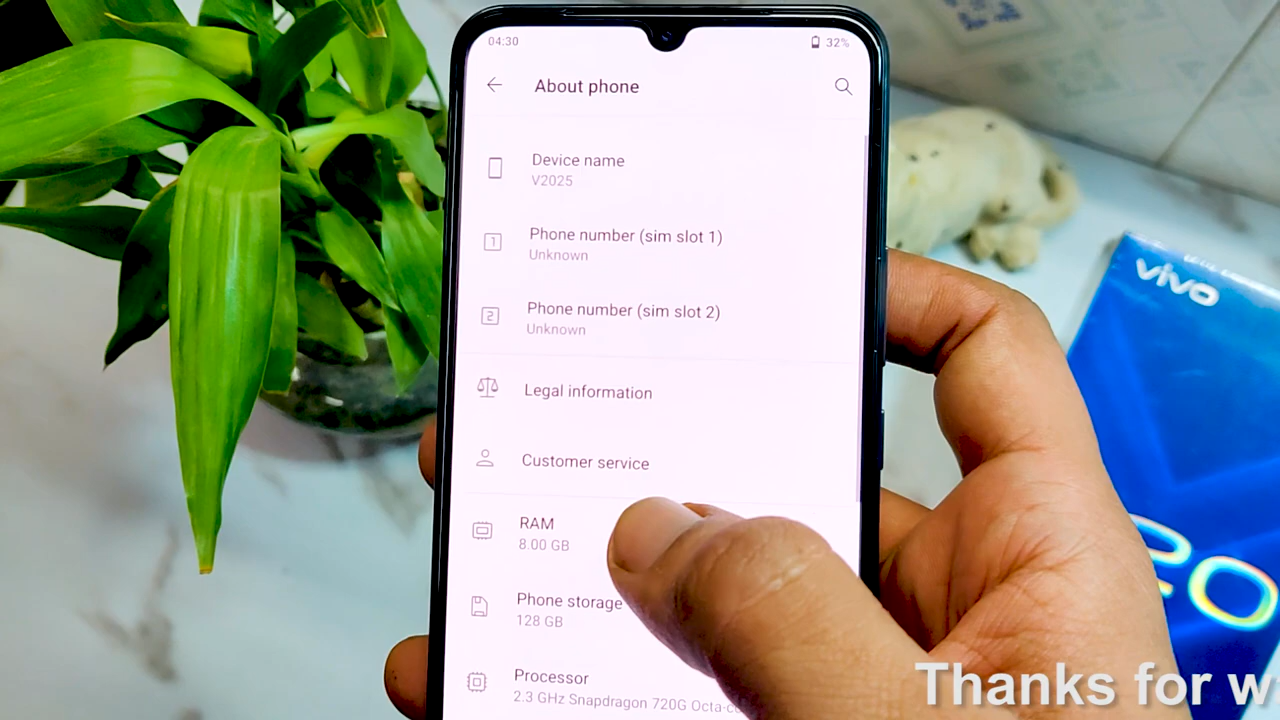 04:30
32%
About phone
Device name
V2025
Phone number (sim slot 1)
Unknown
Phone number (sim slot 2)
Unknown
Legal information
Customer service
RAM
8.00 GB
Phone storage
128 GB
Processor
2.3 GHz Snapdragon 720G Octa-co
vivo
20
Thanks for w